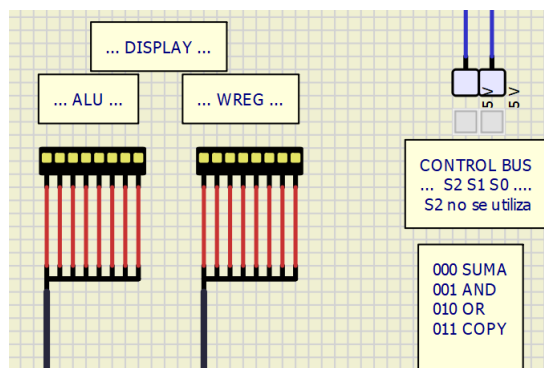 ... DISPLAY ...
... ALU ...
... WREG ...
5 V
5 V
CONTROL BUS
... S2 S1 S0 ....
S2 no se utiliza
000 SUMA
001 AND
010 OR
011 COPY